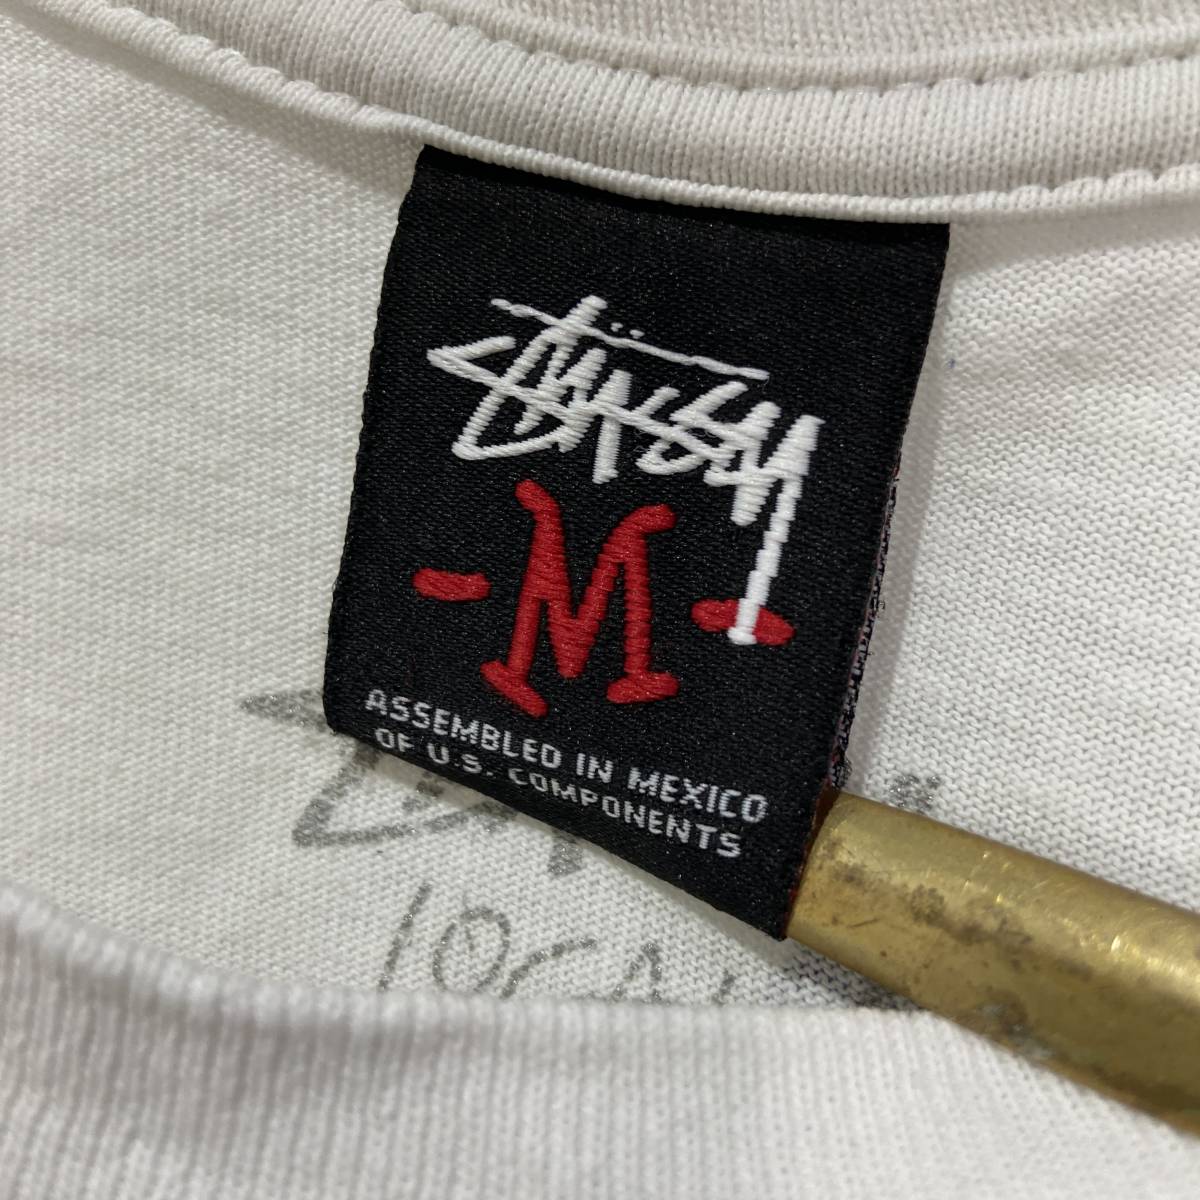 STÜSSY
- M -
ASSEMBLED IN MEXICO
OF U.S. COMPONENTS